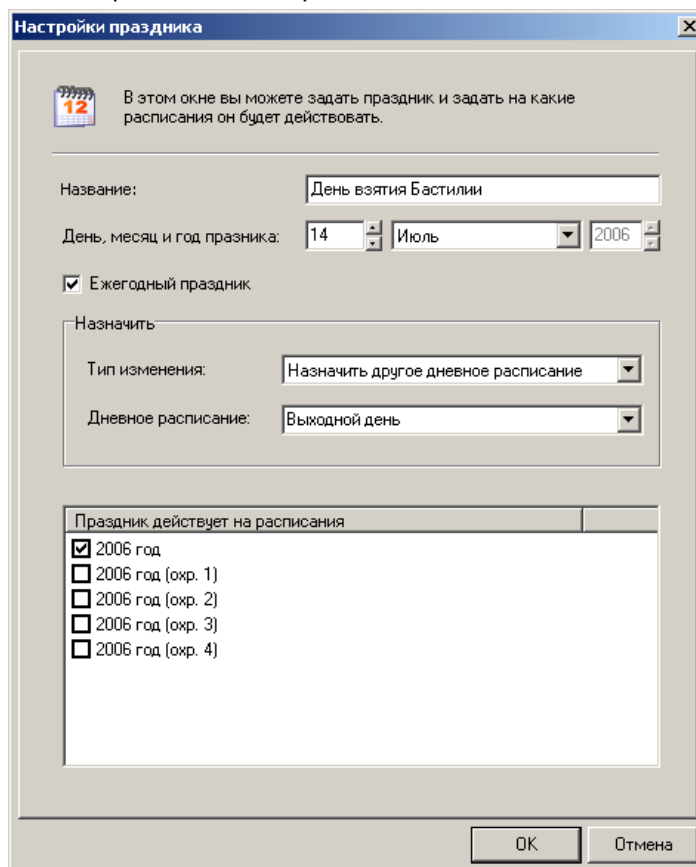 Настройки праздника
12
В этом окне вы можете задать праздник и задать на какие
расписания он будет действовать.
Название: День взятия Бастилии
День, месяц и год празника: 14 Июль 2006
Ежегодный праздник
Назначить
Тип изменения: Назначить другое дневное расписание
Дневное расписание: Выходной день
Праздник действует на расписания
2006 год
2006 год (охр. 1)
2006 год (охр. 2)
2006 год (охр. 3)
2006 год (охр. 4)
OK Отмена